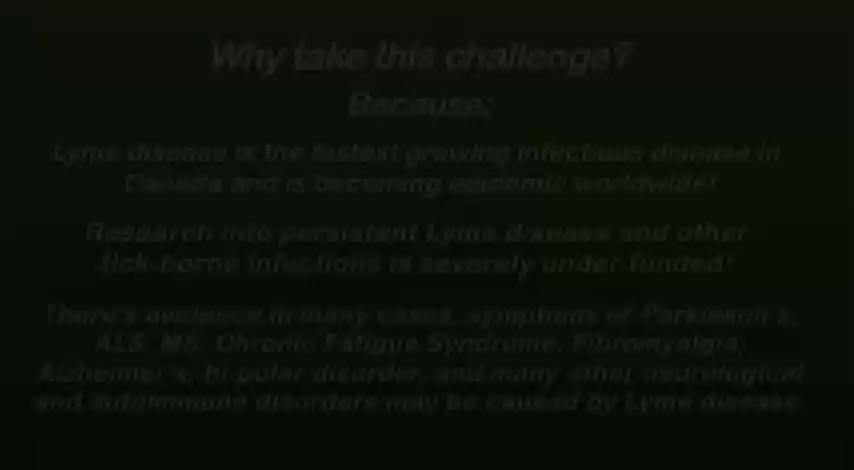 Why take this challenge?
Because:
Lyme disease is the fastest growing infectious disease in
Canada and is becoming epidemic worldwide!
Research into persistent Lyme disease and other
tick-borne infections is severely under-funded!
There's evidence in many cases, symptoms of Parkinson's,
ALS, MS, Chronic Fatigue Syndrome, Fibromyalgia,
Alzheimer's, bi-polar disorder, and many other neurological
and autoimmune disorders may be caused by Lyme disease.